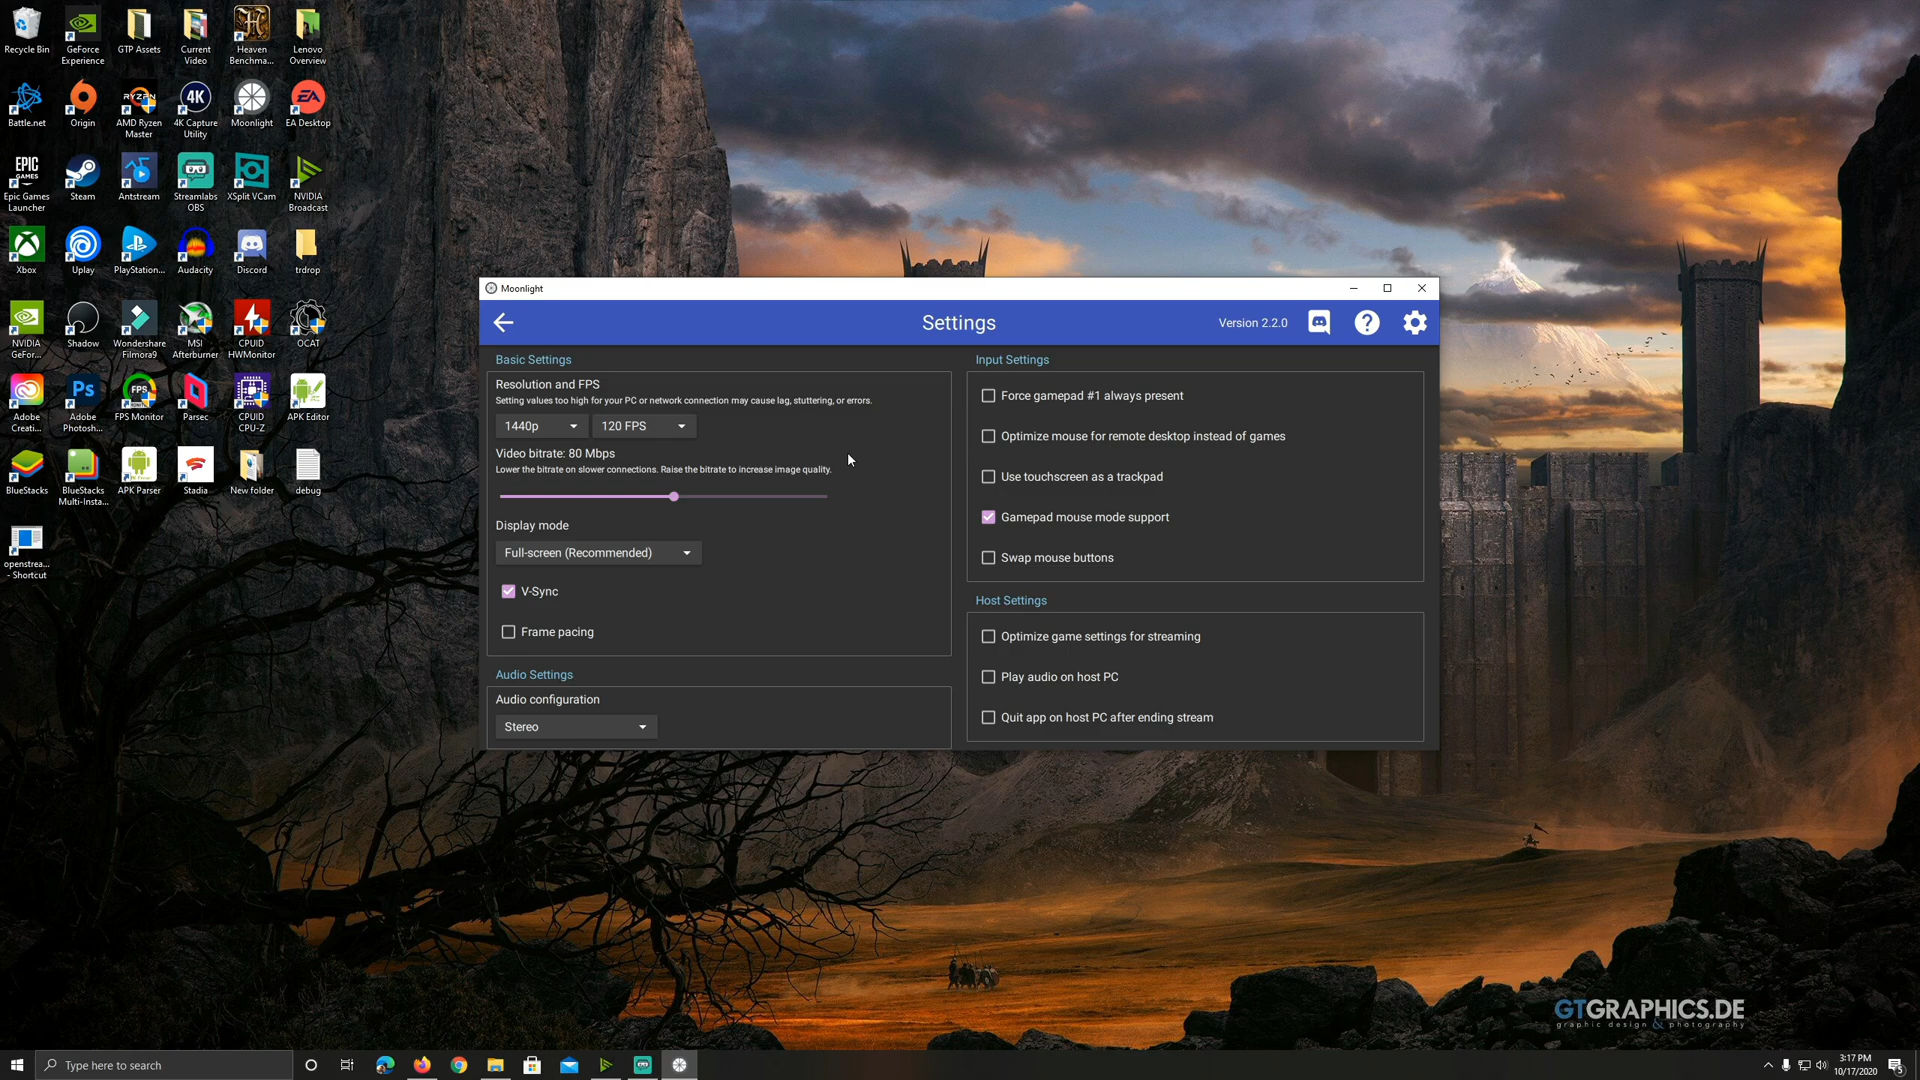 Recycle Bin
GeForce
Experience
GTP Assets
Current
Video
Heaven
Benchma...
Lenovo
Overview
Battle.net
Origin
RYZEN
AMD Ryzen
Master
4K
4K Capture
Utility
Moonlight
EA
EA Desktop
EPIC
GAMES
Epic Games
Launcher
Steam
Antstream
Streamlabs
OBS
XSplit VCam
NVIDIA
Broadcast
Xbox
Uplay
PlayStation...
Audacity
Discord
trdrop
NVIDIA
GeFor...
Shadow
Wondershare
Filmora9
MSI
Afterburner
CPUID
HWMonitor
OCAT
Adobe
Creati...
Ps
Adobe
Photosh...
FPS
FPS Monitor
Parsec
CPUID
CPU-Z
APK Editor
BlueStacks
BlueStacks
Multi-Insta...
APK Parser
Stadia
New folder
debug
openstrea...
- Shortcut
Moonlight
Settings
Version 2.2.0
Basic Settings
Resolution and FPS
Setting values too high for your PC or network connection may cause lag, stuttering, or errors.
1440p
120 FPS
Video bitrate: 80 Mbps
Lower the bitrate on slower connections. Raise the bitrate to increase image quality.
Display mode
Full-screen (Recommended)
V-Sync
Frame pacing
Audio Settings
Audio configuration
Stereo
Input Settings
Force gamepad #1 always present
Optimize mouse for remote desktop instead of games
Use touchscreen as a trackpad
Gamepad mouse mode support
Swap mouse buttons
Host Settings
Optimize game settings for streaming
Play audio on host PC
Quit app on host PC after ending stream
GTGRAPHICS.DE
graphic design & photography
Type here to search
3:17 PM
10/17/2020
5